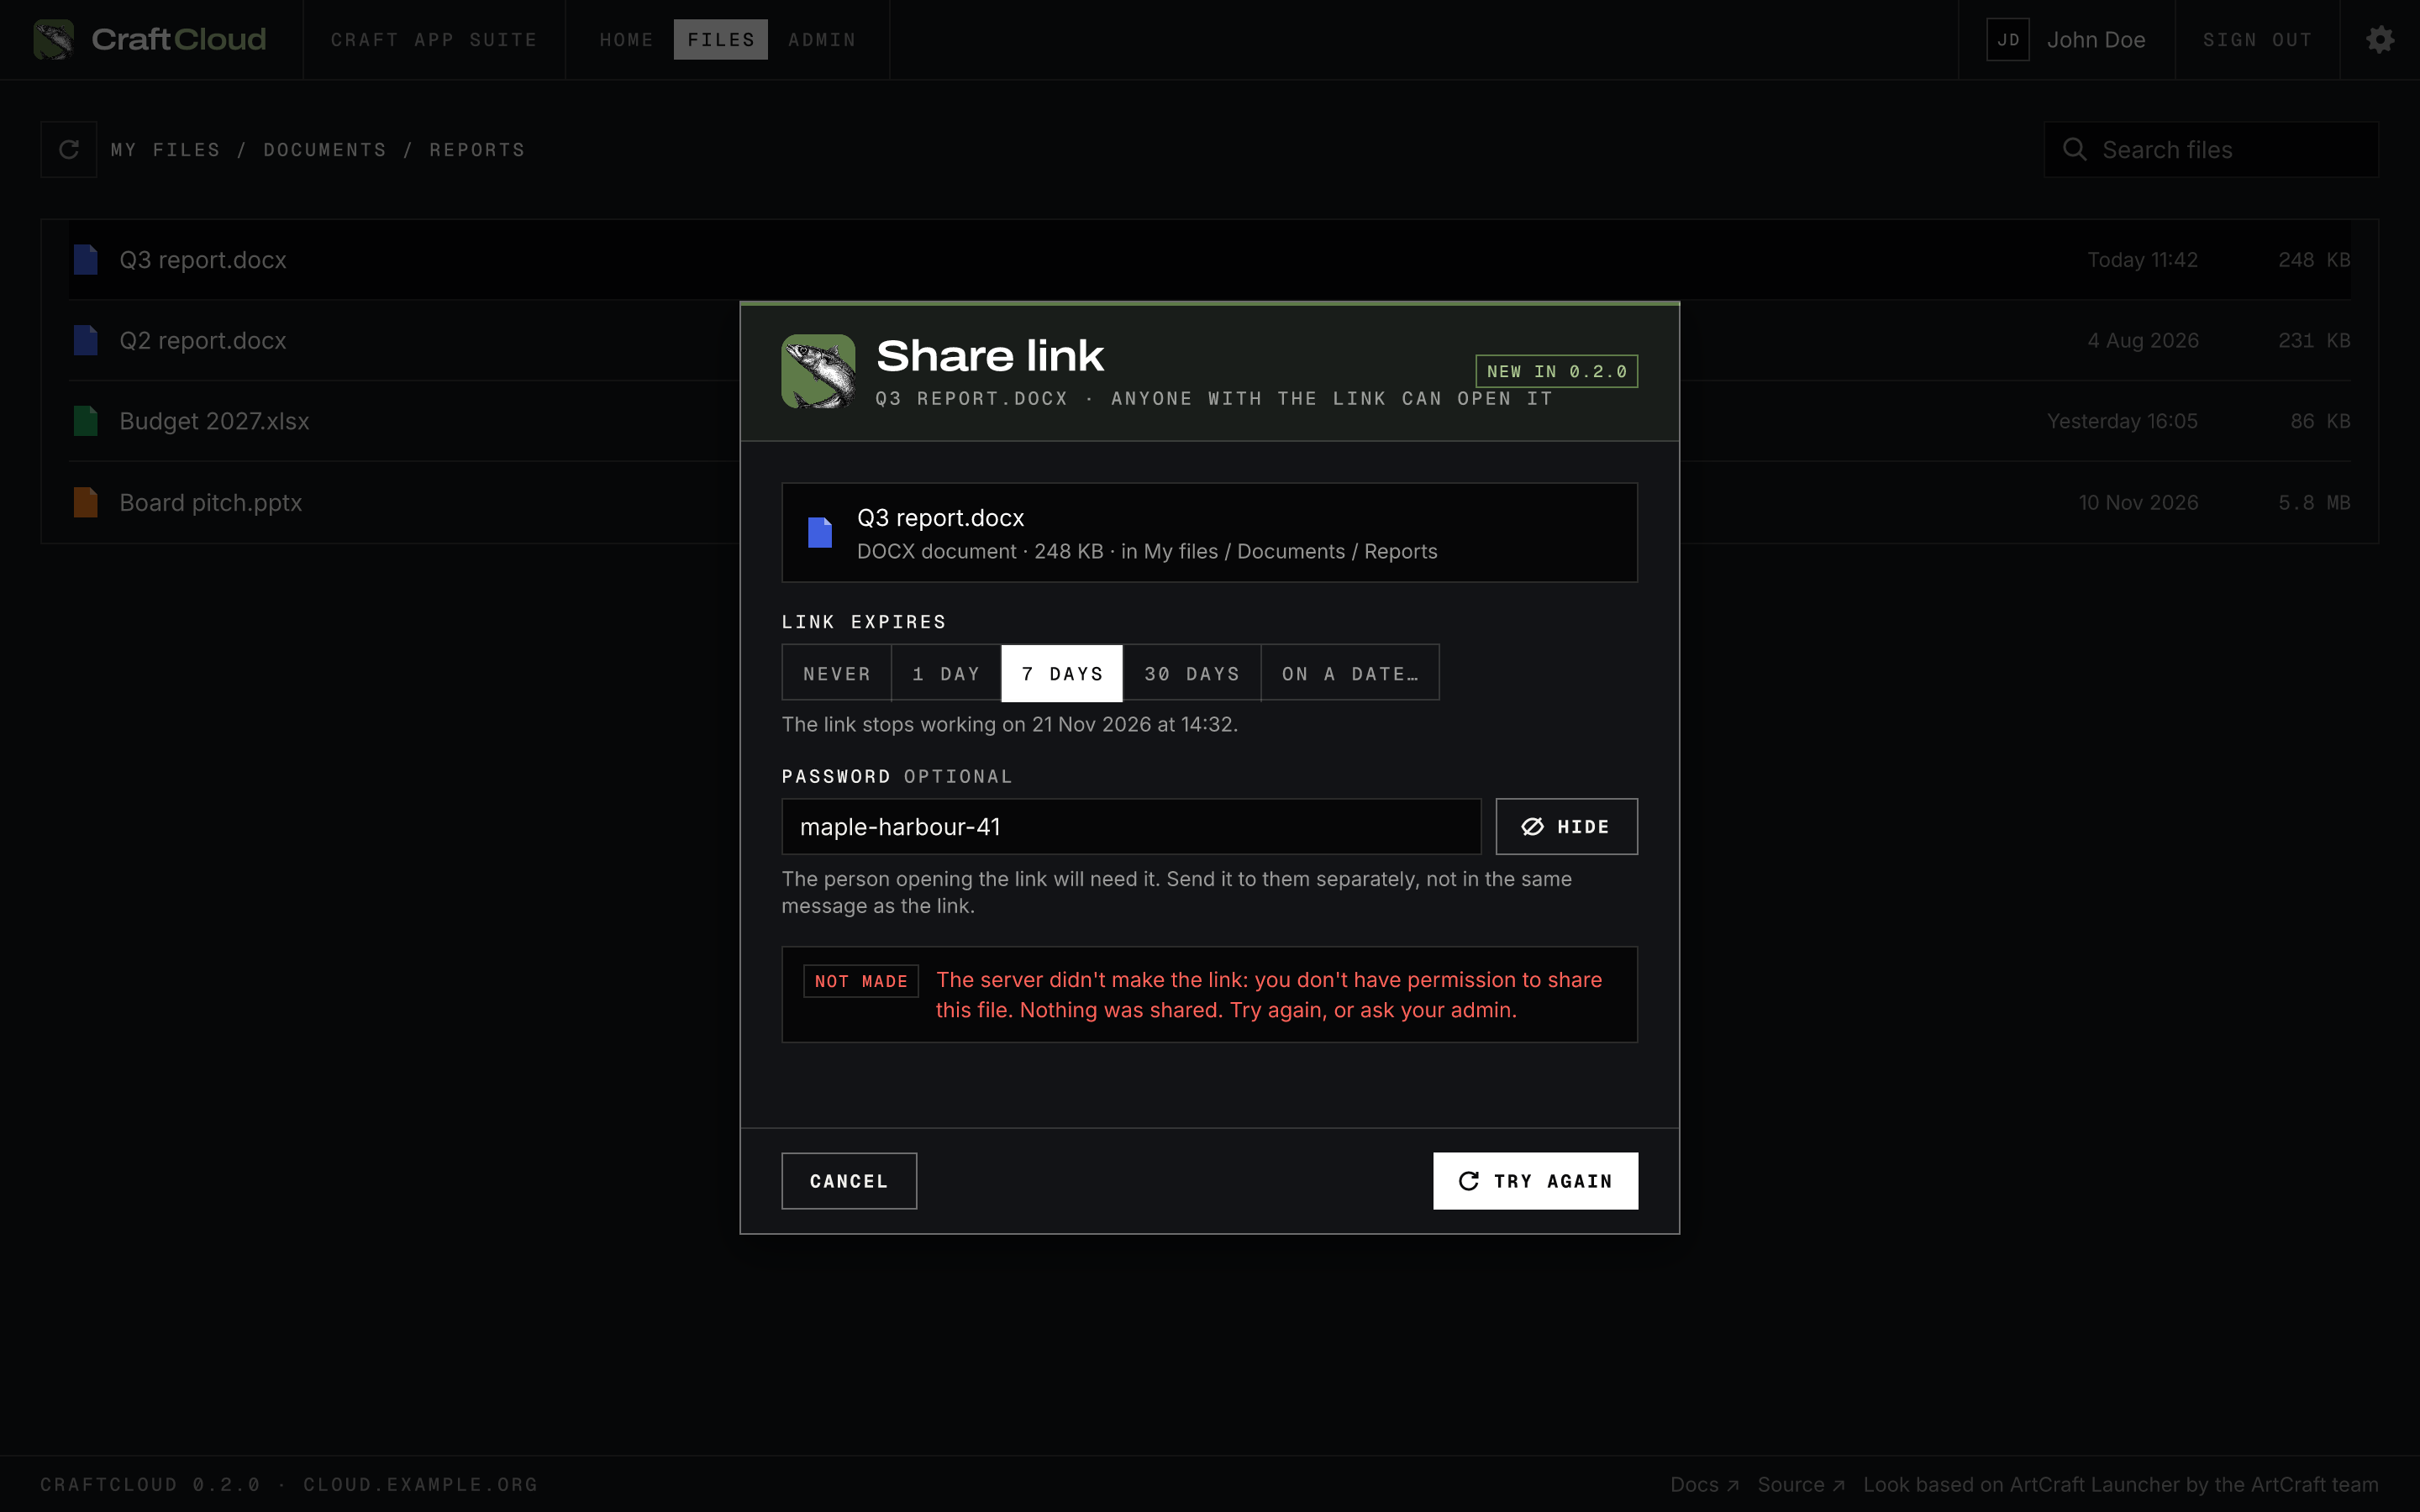 CraftCloud
CRAFT APP SUITE
HOME
FILES
ADMIN
JD
John Doe
SIGN OUT
MY FILES / DOCUMENTS / REPORTS
Search files
Q3 report.docx
Today 11:42
248 KB
Q2 report.docx
4 Aug 2026
231 KB
Budget 2027.xlsx
Yesterday 16:05
86 KB
Board pitch.pptx
10 Nov 2026
5.8 MB
Share link
NEW IN 0.2.0
Q3 REPORT.DOCX · ANYONE WITH THE LINK CAN OPEN IT
Q3 report.docx
DOCX document · 248 KB · in My files / Documents / Reports
LINK EXPIRES
NEVER
1 DAY
7 DAYS
30 DAYS
ON A DATE…
The link stops working on 21 Nov 2026 at 14:32.
PASSWORD OPTIONAL
maple-harbour-41
HIDE
The person opening the link will need it. Send it to them separately, not in the same
message as the link.
NOT MADE
The server didn't make the link: you don't have permission to share
this file. Nothing was shared. Try again, or ask your admin.
CANCEL
TRY AGAIN
CRAFTCLOUD 0.2.0 · CLOUD.EXAMPLE.ORG
Docs ↗
Source ↗
Look based on ArtCraft Launcher by the ArtCraft team